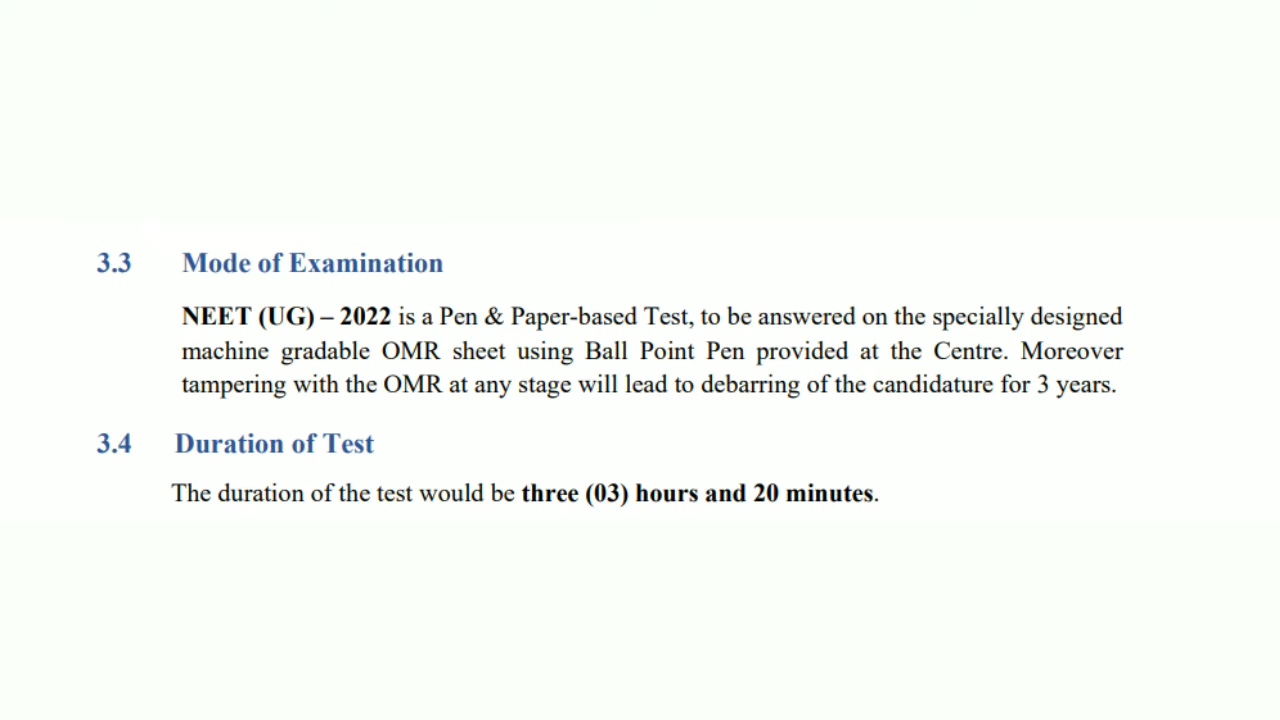 3.3 Mode of Examination
NEET (UG) – 2022 is a Pen & Paper-based Test, to be answered on the specially designed
machine gradable OMR sheet using Ball Point Pen provided at the Centre. Moreover
tampering with the OMR at any stage will lead to debarring of the candidature for 3 years.
3.4 Duration of Test
The duration of the test would be three (03) hours and 20 minutes.